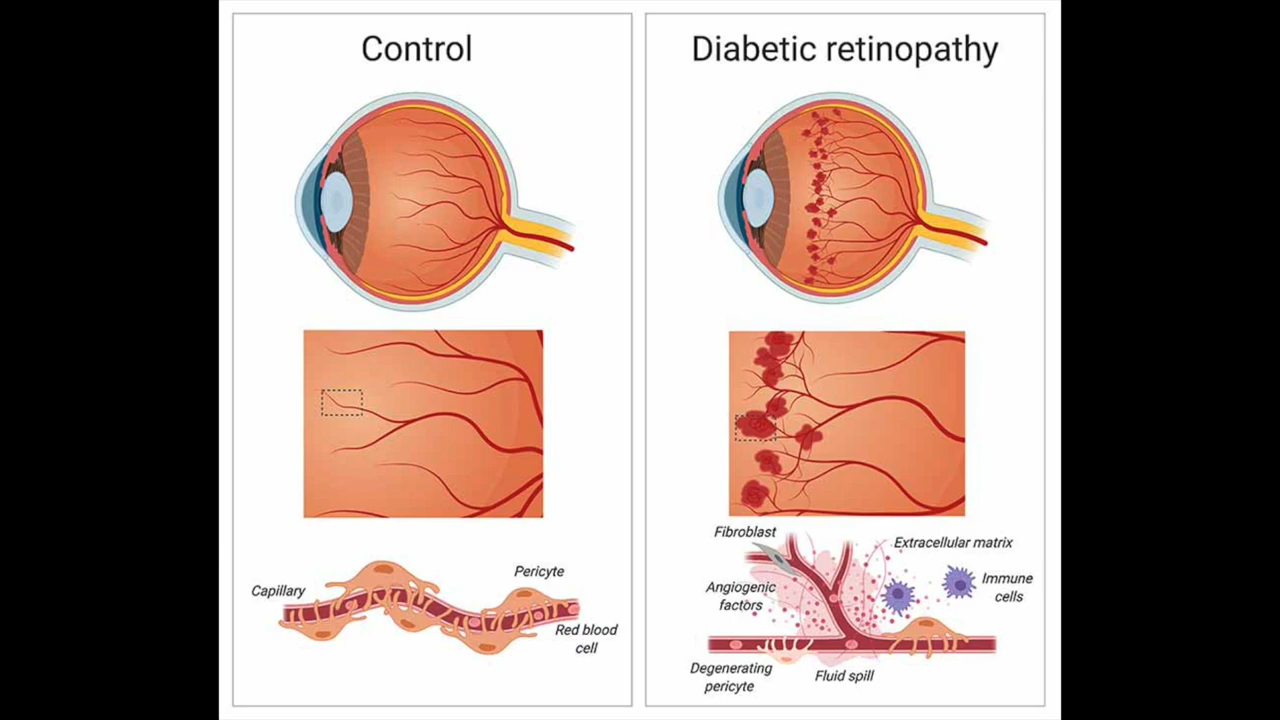 Control
Capillary
Pericyte
Red blood
cell
Diabetic retinopathy
Fibroblast
Extracellular matrix
Angiogenic
factors
Immune
cells
Degenerating
pericyte
Fluid spill